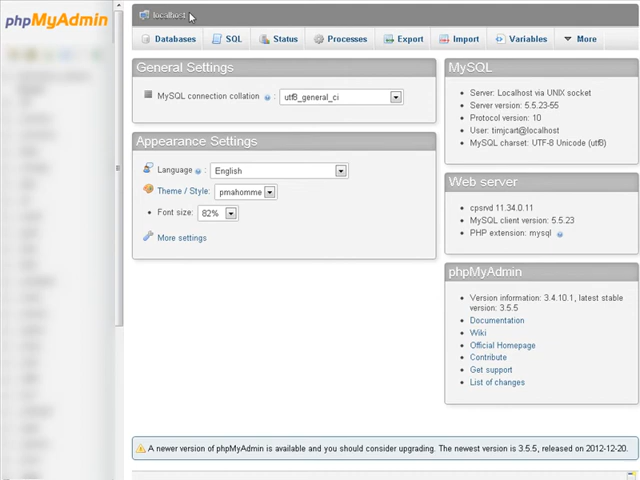 phpMyAdmin
localhost
Databases
SQL
Status
Processes
Export
Import
Variables
More
General Settings
MySQL connection collation
utf8_general_ci
Appearance Settings
Language
English
Theme / Style:
pmahomme
Font size:
82%
More settings
MySQL
Server: Localhost via UNIX socket
Server version: 5.5.23-55
Protocol version: 10
User: timjcart@localhost
MySQL charset: UTF-8 Unicode (utf8)
Web server
cpsrvd 11.34.0.11
MySQL client version: 5.5.23
PHP extension: mysql
phpMyAdmin
Version information: 3.4.10.1, latest stable
version: 3.5.5
Documentation
Wiki
Official Homepage
Contribute
Get support
List of changes
A newer version of phpMyAdmin is available and you should consider upgrading. The newest version is 3.5.5, released on 2012-12-20.